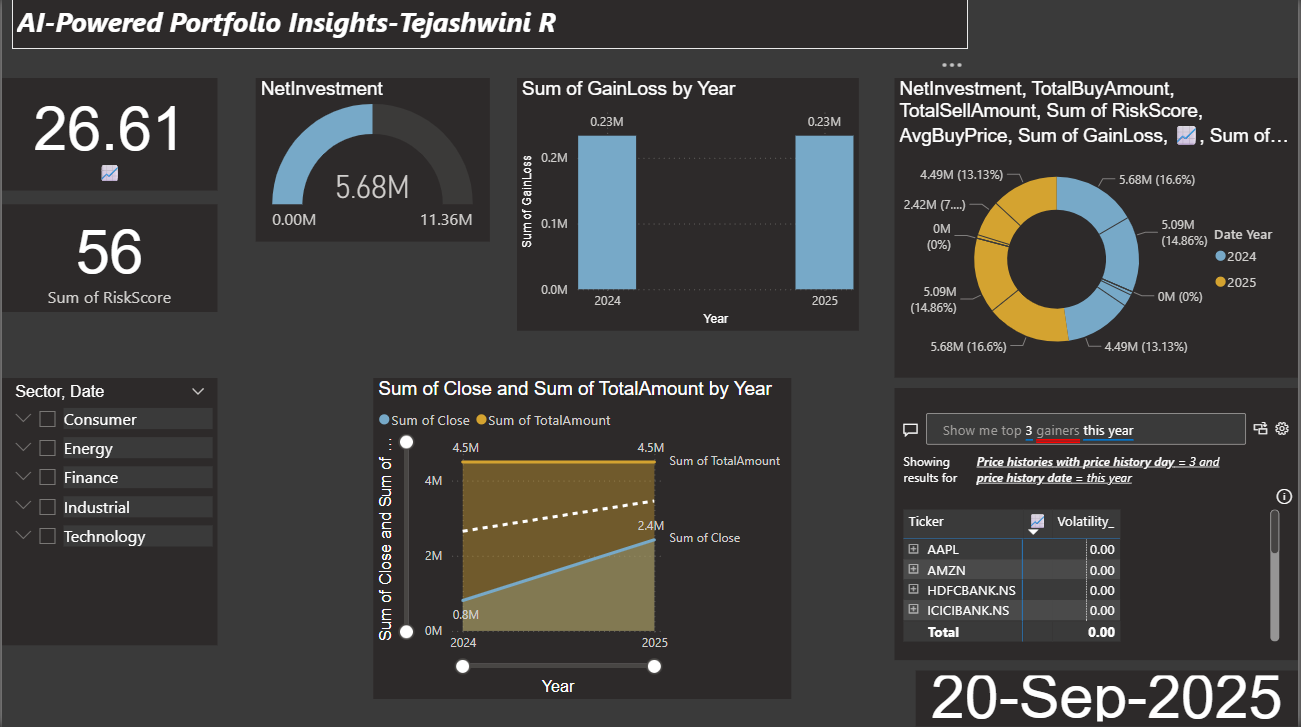 AI-Powered Portfolio Insights-Tejashwini R
...
26.61
📈
56
Sum of RiskScore
NetInvestment
5.68M
0.00M
11.36M
Sum of GainLoss by Year
0.23M
0.23M
0.2M
0.1M
0.0M
Sum of GainLoss
2024
2025
Year
NetInvestment, TotalBuyAmount,
TotalSellAmount, Sum of RiskScore,
AvgBuyPrice, Sum of GainLoss, 📈, Sum of...
4.49M (13.13%)
5.68M (16.6%)
2.42M (7....)
0M
(0%)
5.09M
(14.86%)
5.09M
(14.86%)
0M (0%)
5.68M (16.6%)
4.49M (13.13%)
Date Year
2024
2025
Sector, Date
Consumer
Energy
Finance
Industrial
Technology
Sum of Close and Sum of TotalAmount by Year
Sum of Close
Sum of TotalAmount
Sum of Close and Sum of ...
4.5M
4.5M
Sum of TotalAmount
4M
2.4M
Sum of Close
2M
0.8M
0M
2024
2025
Year
Show me top 3 gainers this year
Showing
results for
Price histories with price history day = 3 and
price history date = this year
Ticker 📈 Volatility_
AAPL 0.00
AMZN 0.00
HDFCBANK.NS 0.00
ICICIBANK.NS 0.00
Total 0.00
20-Sep-2025